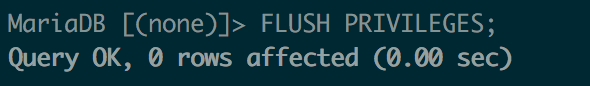 MariaDB [(none)]> FLUSH PRIVILEGES;
Query OK, 0 rows affected (0.00 sec)